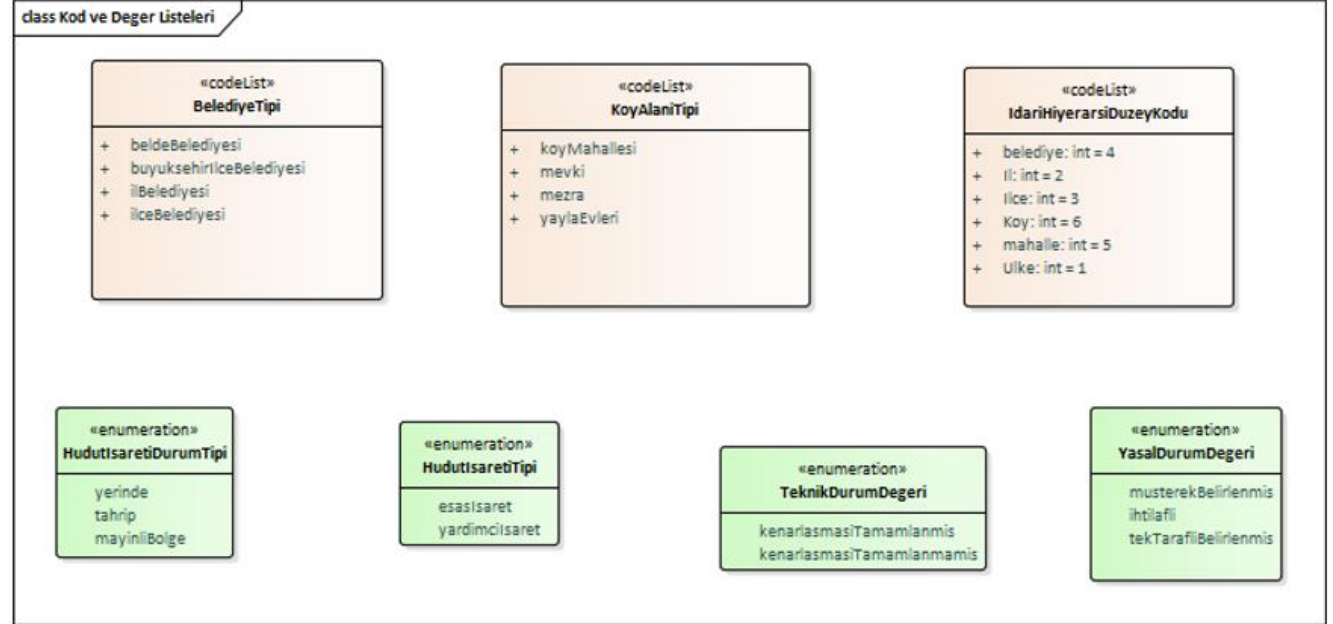 class Kod ve Deger Listeleri
«codeList»
BelediyeTipi
+ beldeBelediyesi
+ buyuksehirIlceBelediyesi
+ ilBelediyesi
+ ilceBelediyesi
«codeList»
KoyAlaniTipi
+ koyMahallesi
+ mevki
+ mezra
+ yaylaEvleri
«codeList»
IdariHiyerarsiDuzeyKodu
+ belediye: int = 4
+ Il: int = 2
+ Ilce: int = 3
+ Koy: int = 6
+ mahalle: int = 5
+ Ulke: int = 1
«enumeration»
HudutIsaretiDurumTipi
yerinde
tahrip
mayinliBolge
«enumeration»
HudutIsaretiTipi
esasIsaret
yardimciIsaret
«enumeration»
TeknikDurumDegeri
kenarlasmasiTamamlanmis
kenarlasmasiTamamlanmamis
«enumeration»
YasalDurumDegeri
musterekBelirlenmis
ihtilafli
tekTarafliBelirlenmis